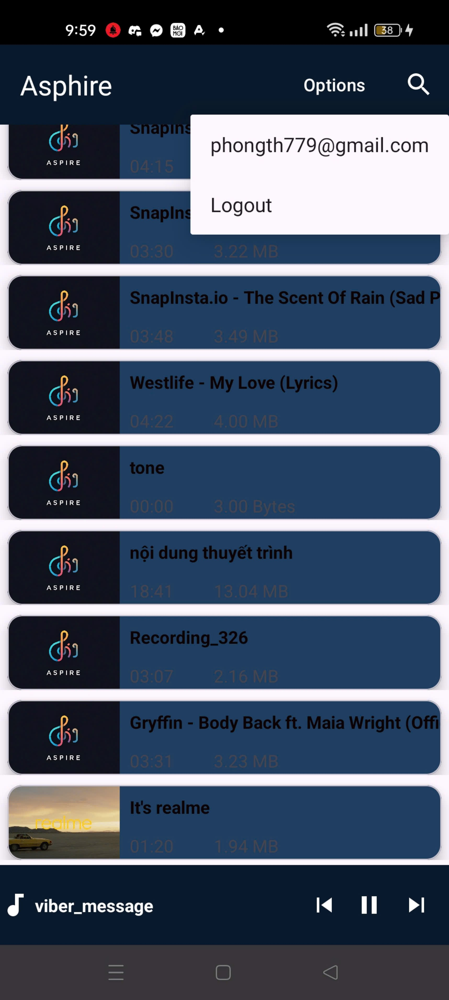 9:59 BÁO MỚI 38
Asphire Options
phongth779@gmail.com
Logout
SnapIns
04:15
ASPIRE
SnapIns
03:30 3.22 MB
ASPIRE
SnapInsta.io - The Scent Of Rain (Sad P
03:48 3.49 MB
ASPIRE
Westlife - My Love (Lyrics)
04:22 4.00 MB
ASPIRE
tone
00:00 3.00 Bytes
ASPIRE
nội dung thuyết trình
18:41 13.04 MB
ASPIRE
Recording_326
03:07 2.16 MB
ASPIRE
Gryffin - Body Back ft. Maia Wright (Offi
03:31 3.23 MB
ASPIRE
It's realme
realme
01:20 1.94 MB
viber_message